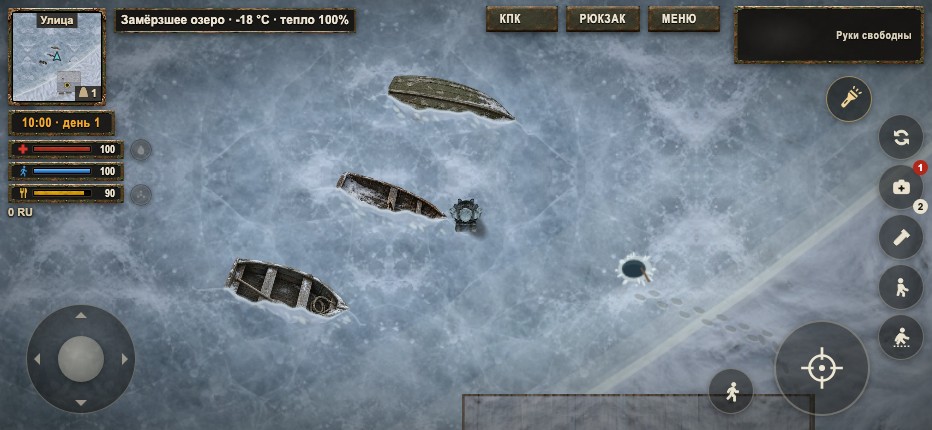 Улица
Замёрзшее озеро · -18 °C · тепло 100%
КПК
РЮКЗАК
МЕНЮ
Руки свободны
1
10:00 · день 1
100
100
90
0 RU
1
2